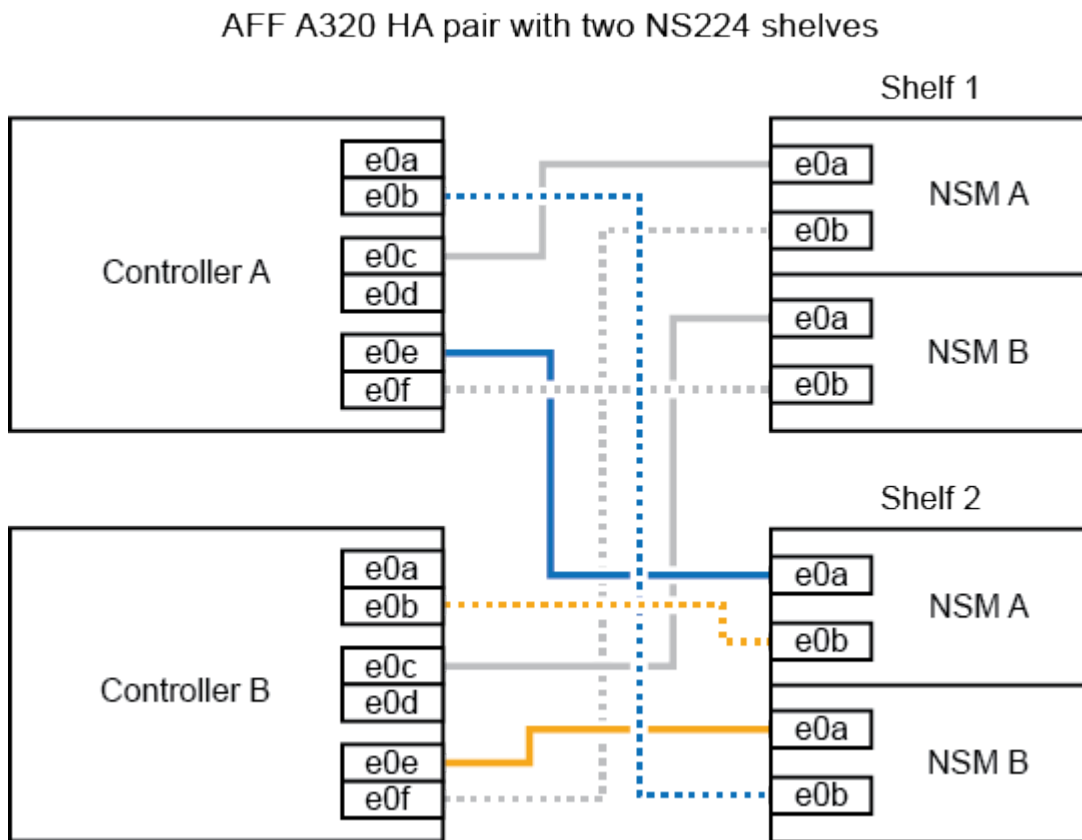 AFF A320 HA pair with two NS224 shelves
Shelf 1
Controller A
e0a
e0b
e0c
e0d
e0e
e0f
e0a
e0b
NSM A
e0a
e0b
NSM B
Shelf 2
Controller B
e0a
e0b
e0c
e0d
e0e
e0f
e0a
e0b
NSM A
e0a
e0b
NSM B